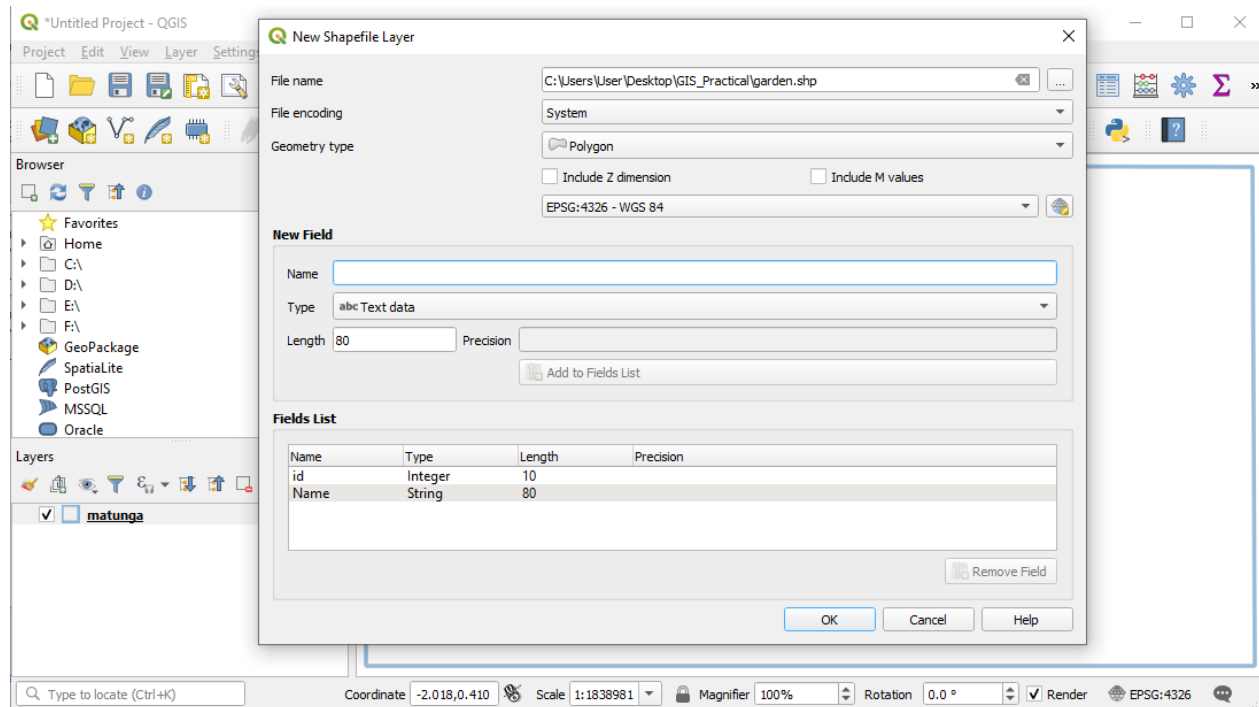 *Untitled Project - QGIS
Project Edit View Layer Settings
Browser
Favorites
Home
C:\
D:\
E:\
F:\
GeoPackage
SpatiaLite
PostGIS
MSSQL
Oracle
Layers
matunga
New Shapefile Layer
File name C:\Users\User\Desktop\GIS_Practical\garden.shp ...
File encoding System
Geometry type Polygon
Include Z dimension Include M values
EPSG:4326 - WGS 84
New Field
Name
Type abc Text data
Length 80 Precision
Add to Fields List
Fields List
Name Type Length Precision
id Integer 10
Name String 80
Remove Field
OK Cancel Help
Type to locate (Ctrl+K) Coordinate -2.018,0.410 Scale 1:1838981 Magnifier 100% Rotation 0.0 ° Render EPSG:4326